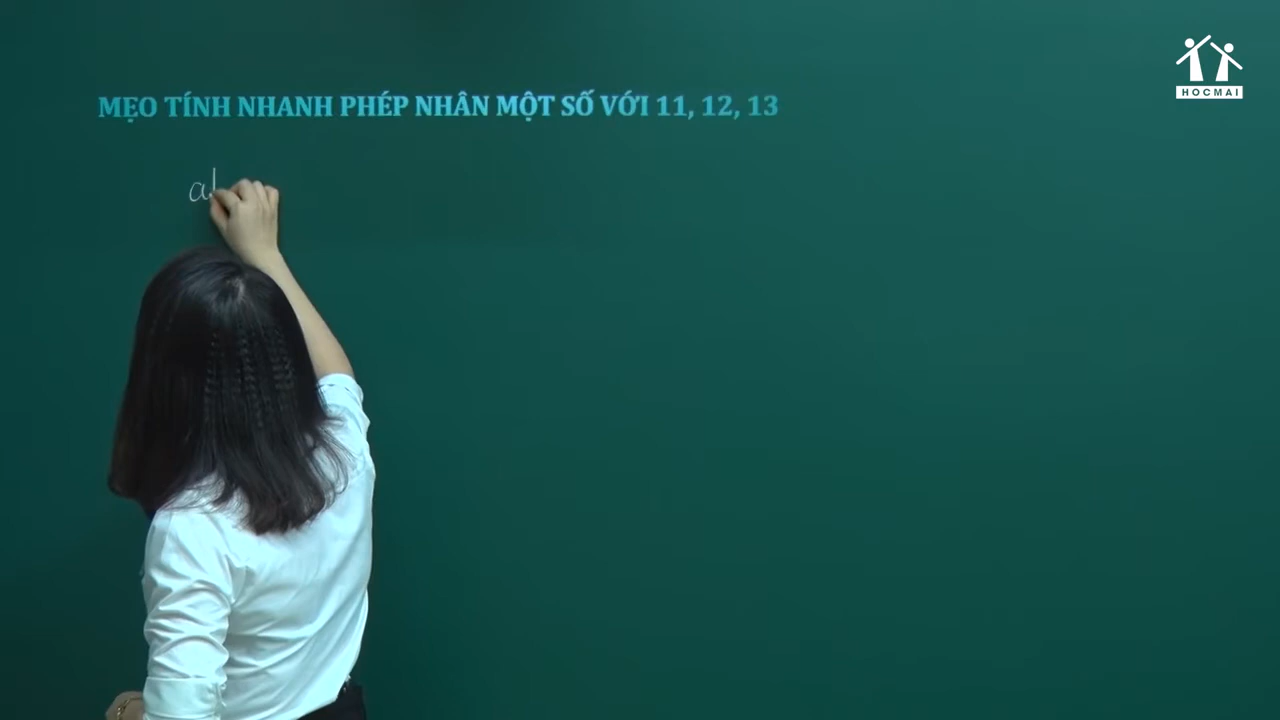 HOCMAI
MẸO TÍNH NHANH PHÉP NHÂN MỘT SỐ VỚI 11, 12, 13